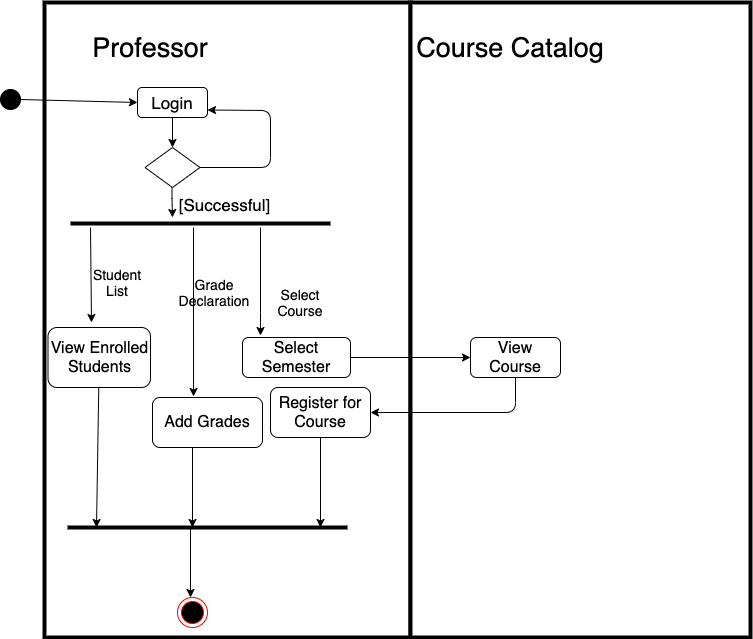 Professor
Course Catalog
Login
[Successful]
Student
List
Grade
Declaration
Select
Course
View Enrolled
Students
Select
Semester
View
Course
Add Grades
Register for
Course